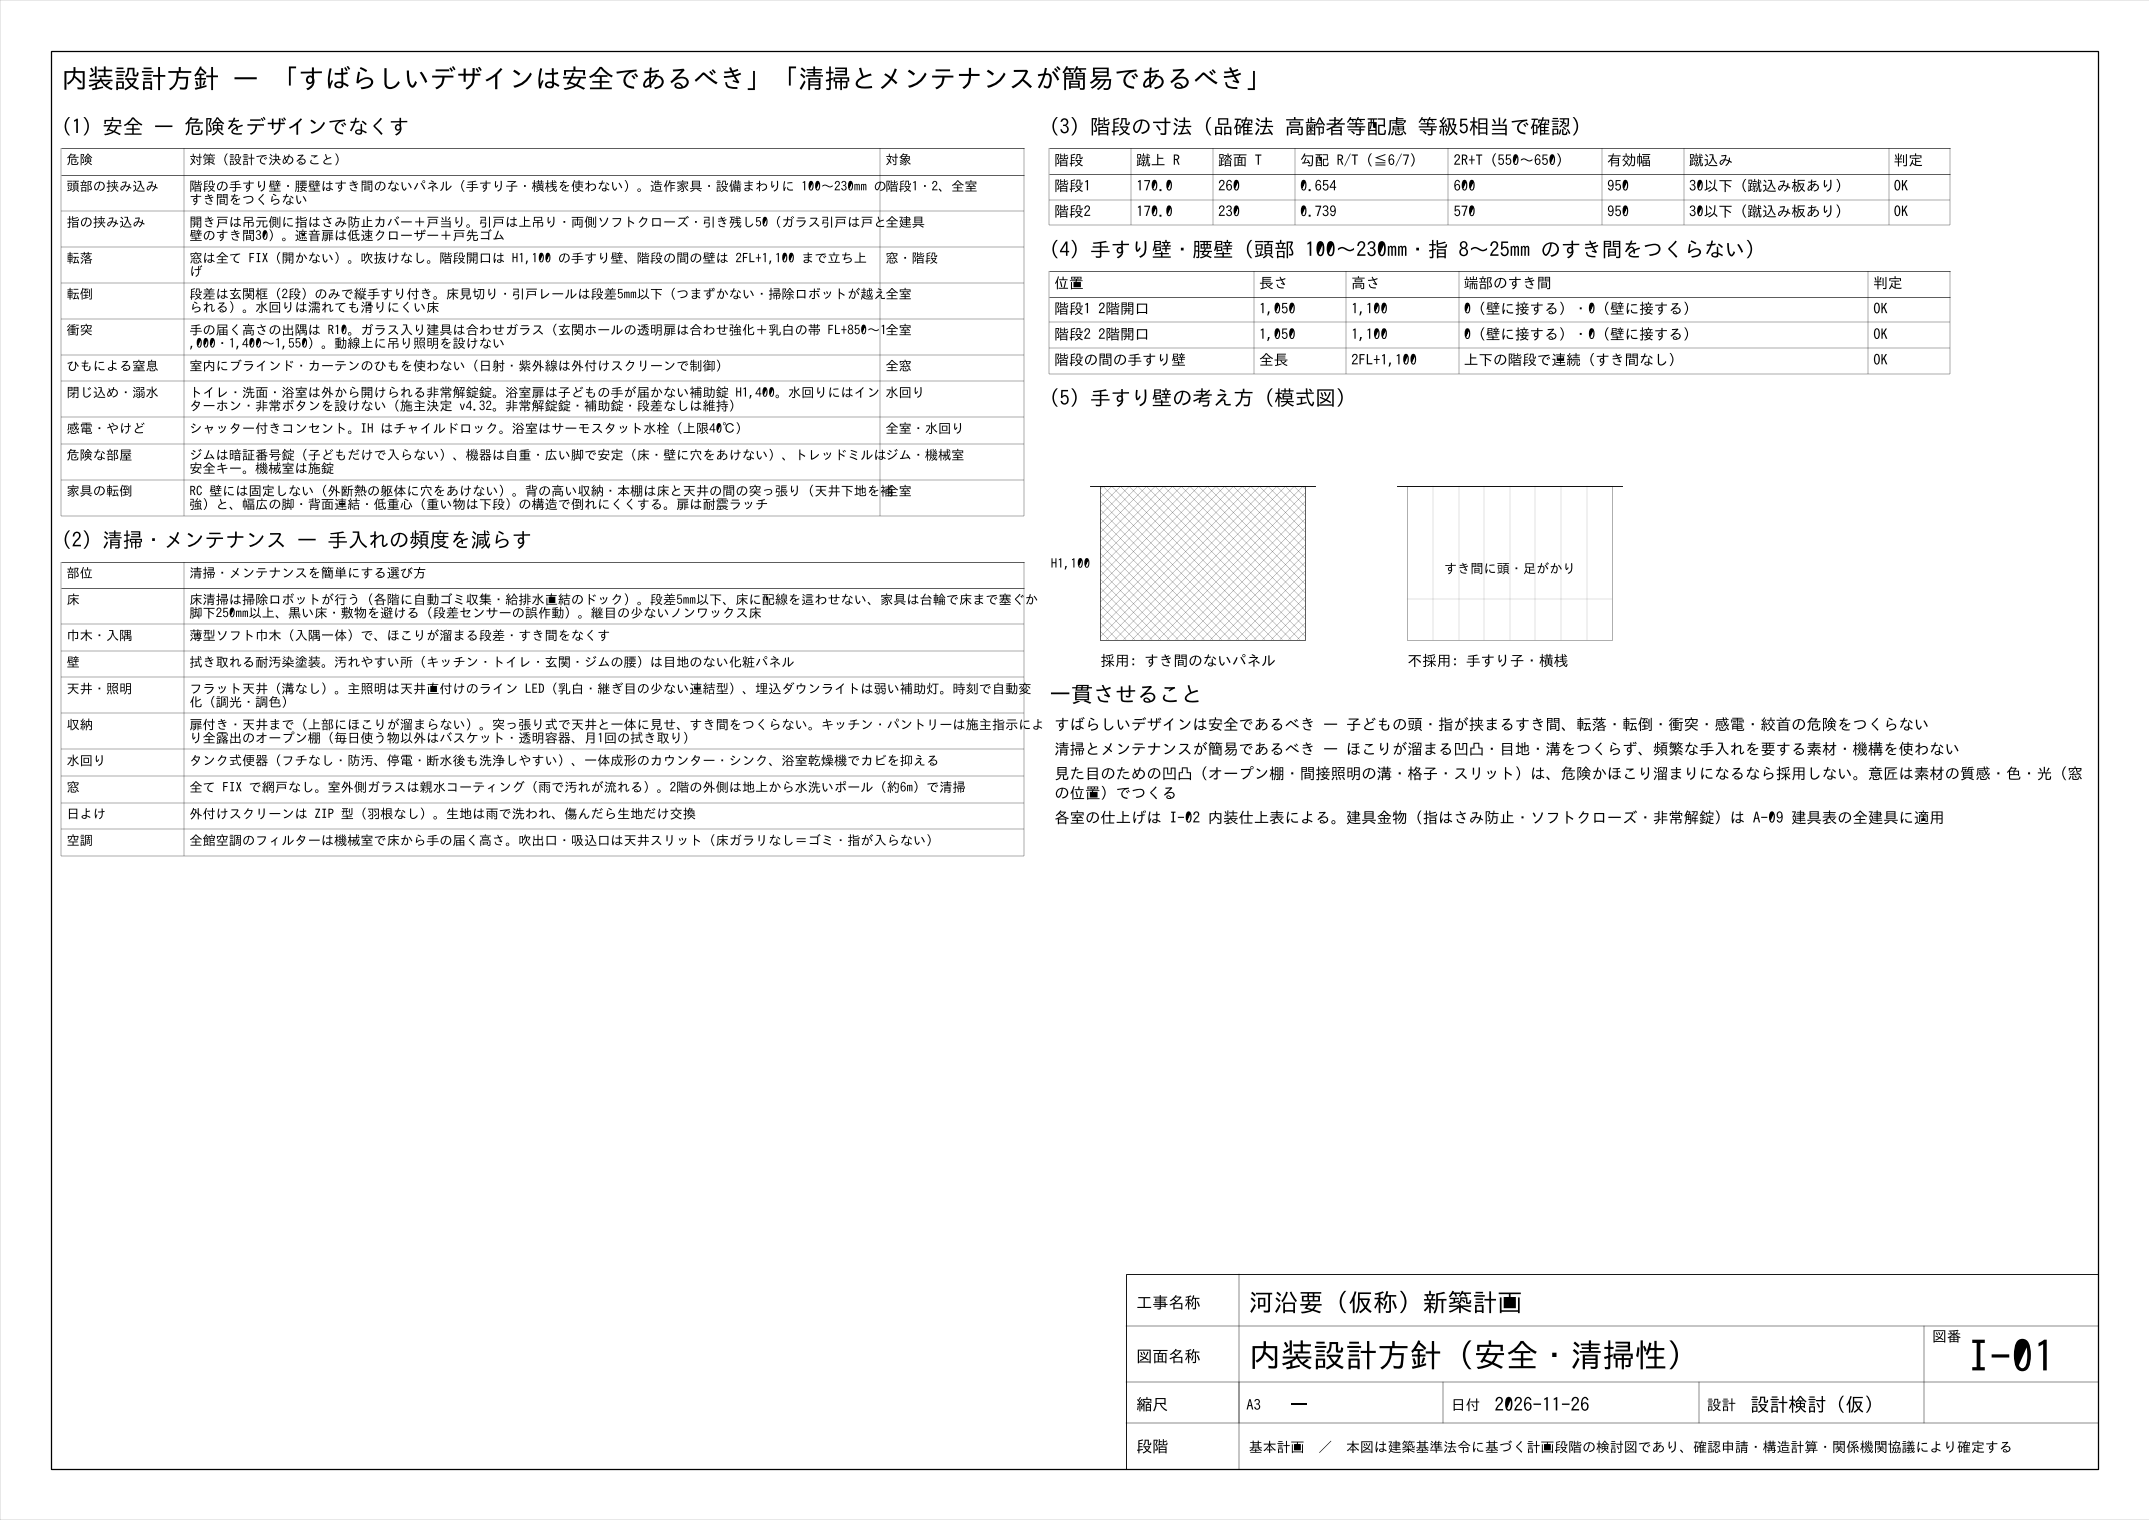 内装設計方針 ― 「すばらしいデザインは安全であるべき」「清掃とメンテナンスが簡易であるべき」
(1) 安全 ― 危険をデザインでなくす
危険 対策（設計で決めること） 対象
頭部の挟み込み 階段の手すり壁・腰壁はすき間のないパネル（手すり子・横桟を使わない）。造作家具・設備まわりに 100～230mm の 階段1・2、全室
すき間をつくらない
指の挟み込み 開き戸は吊元側に指はさみ防止カバー＋戸当り。引戸は上吊り・両側ソフトクローズ・引き残し50（ガラス引戸は戸と 全建具
壁のすき間30）。遮音扉は低速クローザー＋戸先ゴム
転落 窓は全て FIX（開かない）。吹抜けなし。階段開口は H1,100 の手すり壁、階段の間の壁は 2FL+1,100 まで立ち上 窓・階段
げ
転倒 段差は玄関框（2段）のみで縦手すり付き。床見切り・引戸レールは段差5mm以下（つまずかない・掃除ロボットが越え 全室
られる）。水回りは濡れても滑りにくい床
衝突 手の届く高さの出隅は R10。ガラス入り建具は合わせガラス（玄関ホールの透明扉は合わせ強化＋乳白の帯 FL+850～1 全室
,000・1,400～1,550）。動線上に吊り照明を設けない
ひもによる窒息 室内にブラインド・カーテンのひもを使わない（日射・紫外線は外付けスクリーンで制御） 全窓
閉じ込め・溺水 トイレ・洗面・浴室は外から開けられる非常解錠錠。浴室扉は子どもの手が届かない補助錠 H1,400。水回りにはイン 水回り
ターホン・非常ボタンを設けない（施主決定 v4.32。非常解錠錠・補助錠・段差なしは維持）
感電・やけど シャッター付きコンセント。IH はチャイルドロック。浴室はサーモスタット水栓（上限40℃） 全室・水回り
危険な部屋 ジムは暗証番号錠（子どもだけで入らない）、機器は自重・広い脚で安定（床・壁に穴をあけない）、トレッドミルは ジム・機械室
安全キー。機械室は施錠
家具の転倒 RC 壁には固定しない（外断熱の躯体に穴をあけない）。背の高い収納・本棚は床と天井の間の突っ張り（天井下地を補 全室
強）と、幅広の脚・背面連結・低重心（重い物は下段）の構造で倒れにくくする。扉は耐震ラッチ
(2) 清掃・メンテナンス ― 手入れの頻度を減らす
部位 清掃・メンテナンスを簡単にする選び方
床 床清掃は掃除ロボットが行う（各階に自動ゴミ収集・給排水直結のドック）。段差5mm以下、床に配線を這わせない、家具は台輪で床まで塞ぐか
脚下250mm以上、黒い床・敷物を避ける（段差センサーの誤作動）。継目の少ないノンワックス床
巾木・入隅 薄型ソフト巾木（入隅一体）で、ほこりが溜まる段差・すき間をなくす
壁 拭き取れる耐汚染塗装。汚れやすい所（キッチン・トイレ・玄関・ジムの腰）は目地のない化粧パネル
天井・照明 フラット天井（溝なし）。主照明は天井直付けのライン LED（乳白・継ぎ目の少ない連結型）、埋込ダウンライトは弱い補助灯。時刻で自動変
化（調光・調色）
収納 扉付き・天井まで（上部にほこりが溜まらない）。突っ張り式で天井と一体に見せ、すき間をつくらない。キッチン・パントリーは施主指示によ
り全露出のオープン棚（毎日使う物以外はバスケット・透明容器、月1回の拭き取り）
水回り タンク式便器（フチなし・防汚、停電・断水後も洗浄しやすい）、一体成形のカウンター・シンク、浴室乾燥機でカビを抑える
窓 全て FIX で網戸なし。室外側ガラスは親水コーティング（雨で汚れが流れる）。2階の外側は地上から水洗いポール（約6m）で清掃
日よけ 外付けスクリーンは ZIP 型（羽根なし）。生地は雨で洗われ、傷んだら生地だけ交換
空調 全館空調のフィルターは機械室で床から手の届く高さ。吹出口・吸込口は天井スリット（床ガラリなし＝ゴミ・指が入らない）
(3) 階段の寸法（品確法 高齢者等配慮 等級5相当で確認）
階段 蹴上 R 踏面 T 勾配 R/T（≦6/7） 2R+T（550～650） 有効幅 蹴込み 判定
階段1 170.0 260 0.654 600 950 30以下（蹴込み板あり） OK
階段2 170.0 230 0.739 570 950 30以下（蹴込み板あり） OK
(4) 手すり壁・腰壁（頭部 100～230mm・指 8～25mm のすき間をつくらない）
位置 長さ 高さ 端部のすき間 判定
階段1 2階開口 1,050 1,100 0（壁に接する）・0（壁に接する） OK
階段2 2階開口 1,050 1,100 0（壁に接する）・0（壁に接する） OK
階段の間の手すり壁 全長 2FL+1,100 上下の階段で連続（すき間なし） OK
(5) 手すり壁の考え方（模式図）
H1,100
すき間に頭・足がかり
採用: すき間のないパネル
不採用: 手すり子・横桟
一貫させること
すばらしいデザインは安全であるべき ― 子どもの頭・指が挟まるすき間、転落・転倒・衝突・感電・絞首の危険をつくらない
清掃とメンテナンスが簡易であるべき ― ほこりが溜まる凹凸・目地・溝をつくらず、頻繁な手入れを要する素材・機構を使わない
見た目のための凹凸（オープン棚・間接照明の溝・格子・スリット）は、危険かほこり溜まりになるなら採用しない。意匠は素材の質感・色・光（窓
の位置）でつくる
各室の仕上げは I-02 内装仕上表による。建具金物（指はさみ防止・ソフトクローズ・非常解錠）は A-09 建具表の全建具に適用
工事名称 河沿要（仮称）新築計画
図面名称 内装設計方針（安全・清掃性） 図番 I-01
縮尺 A3 ― 日付 2026-11-26 設計 設計検討（仮）
段階 基本計画 ／ 本図は建築基準法令に基づく計画段階の検討図であり、確認申請・構造計算・関係機関協議により確定する